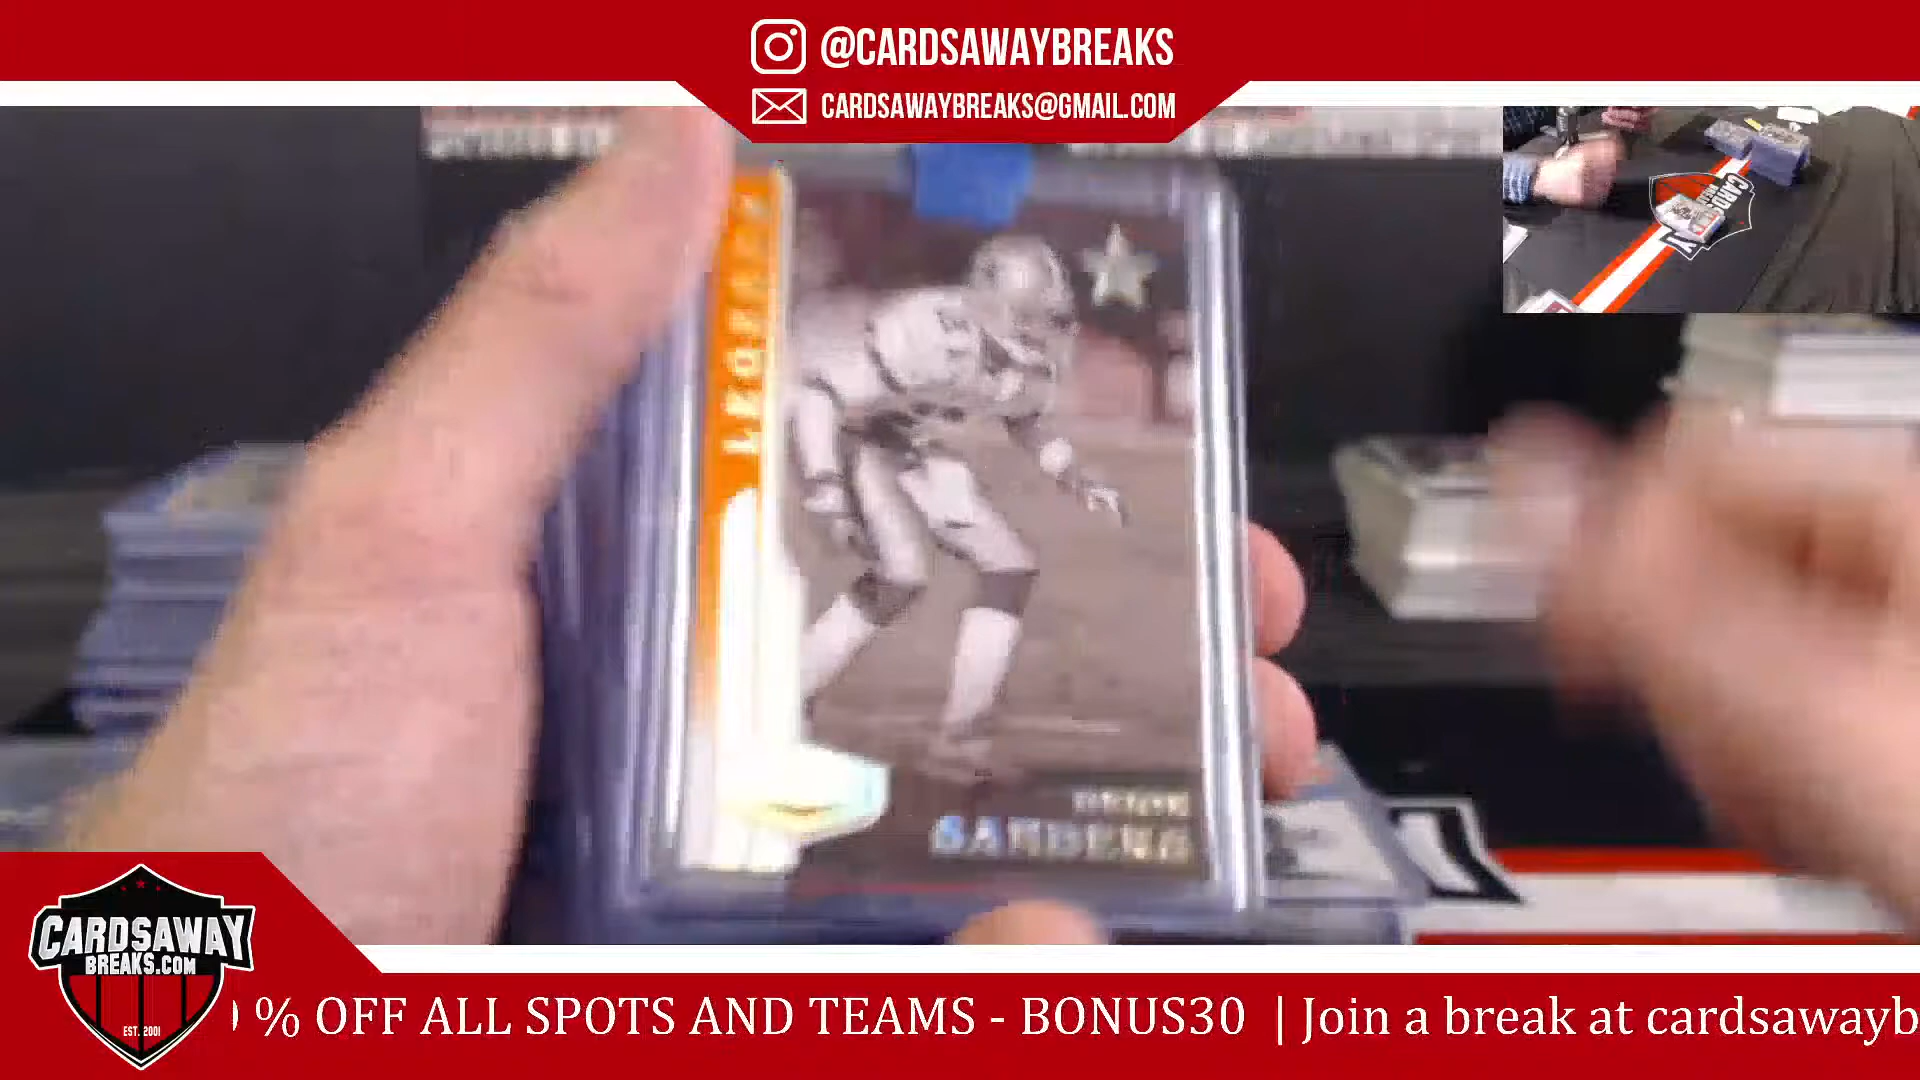 @CARDSAWAYBREAKS
CARDSAWAYBREAKS@GMAIL.COM
SANDERS
CARDSAWAY
BREAKS.COM
EST. 2001
% OFF ALL SPOTS AND TEAMS - BONUS30 | Join a break at cardsawayb